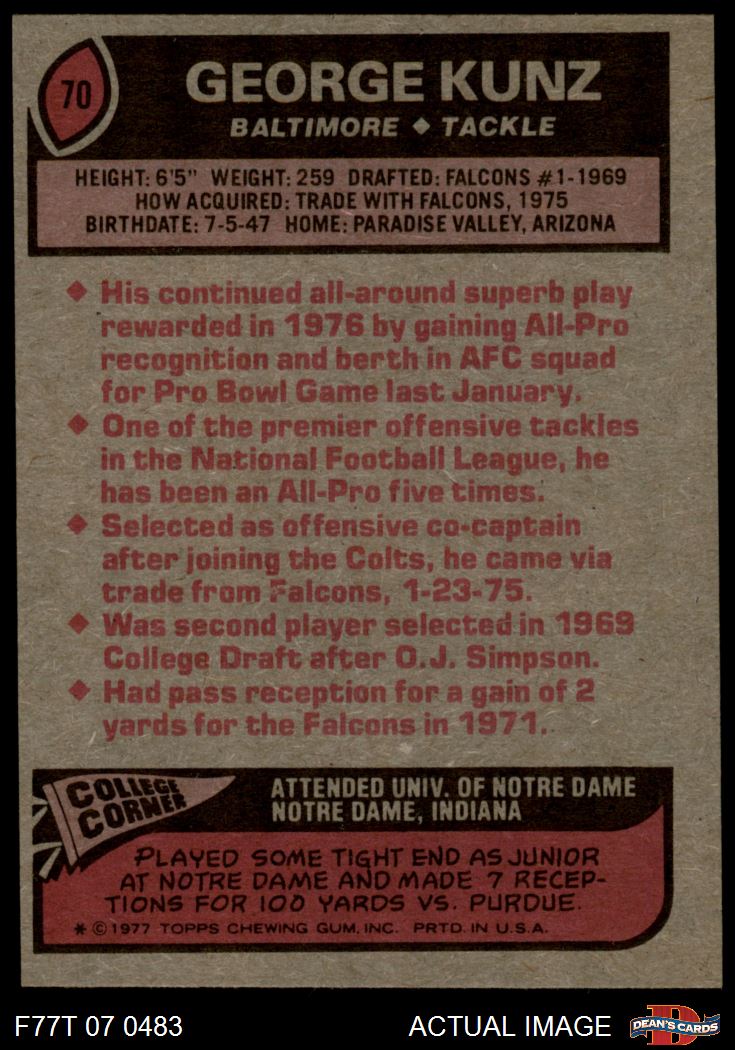 70
GEORGE KUNZ
BALTIMORE ◆ TACKLE
HEIGHT: 6'5" WEIGHT: 259 DRAFTED: FALCONS #1-1969
HOW ACQUIRED: TRADE WITH FALCONS, 1975
BIRTHDATE: 7-5-47 HOME: PARADISE VALLEY, ARIZONA
◆ His continued all-around superb play
rewarded in 1976 by gaining All-Pro
recognition and berth in AFC squad
for Pro Bowl Game last January.
◆ One of the premier offensive tackles
in the National Football League, he
has been an All-Pro five times.
◆ Selected as offensive co-captain
after joining the Colts, he came via
trade from Falcons, 1-23-75.
◆ Was second player selected in 1969
College Draft after O.J. Simpson.
◆ Had pass reception for a gain of 2
yards for the Falcons in 1971.
COLLEGE
CORNER
ATTENDED UNIV. OF NOTRE DAME
NOTRE DAME, INDIANA
PLAYED SOME TIGHT END AS JUNIOR
AT NOTRE DAME AND MADE 7 RECEP-
TIONS FOR 100 YARDS VS. PURDUE.
* © 1977 TOPPS CHEWING GUM, INC. PRTD. IN U.S.A.
F77T 07 0483
ACTUAL IMAGE
D
DEAN'S CARDS